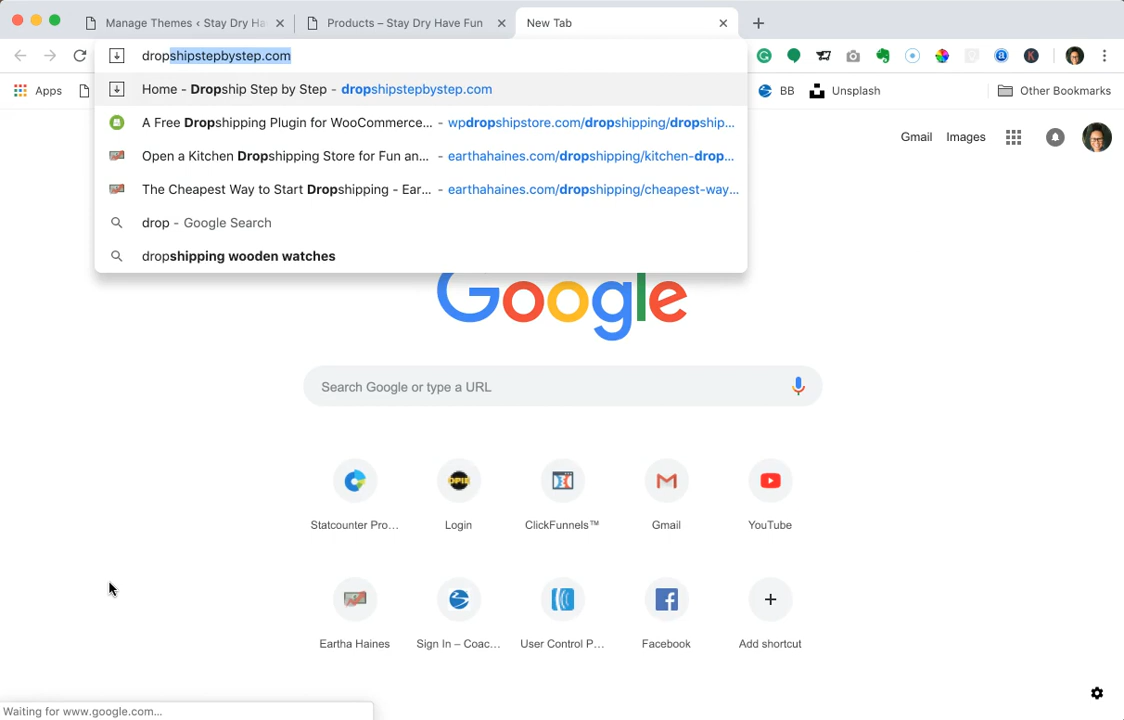 Manage Themes ‹ Stay Dry Ha
Products – Stay Dry Have Fun
New Tab
dropshipstepbystep.com
Apps
BB
Unsplash
Other Bookmarks
Home - Dropship Step by Step - dropshipstepbystep.com
A Free Dropshipping Plugin for WooCommerce... - wpdropshipstore.com/dropshipping/dropship...
Open a Kitchen Dropshipping Store for Fun an... - earthahaines.com/dropshipping/kitchen-drop...
The Cheapest Way to Start Dropshipping - Ear... - earthahaines.com/dropshipping/cheapest-way...
drop - Google Search
dropshipping wooden watches
Gmail
Images
Google
Search Google or type a URL
Statcounter Pro...
Login
ClickFunnels™
Gmail
YouTube
Eartha Haines
Sign In – Coac...
User Control P...
Facebook
Add shortcut
Waiting for www.google.com...